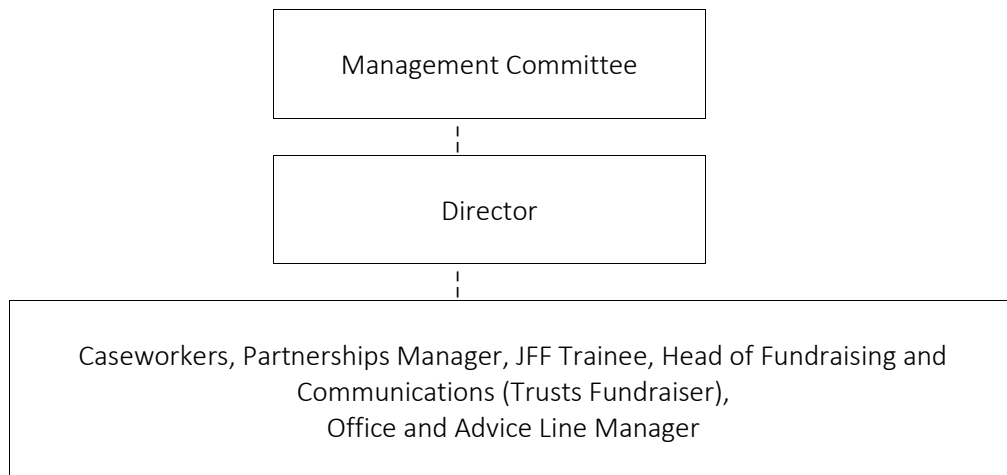 Management Committee
Director
Caseworkers, Partnerships Manager, JFF Trainee, Head of Fundraising and
Communications (Trusts Fundraiser),
Office and Advice Line Manager